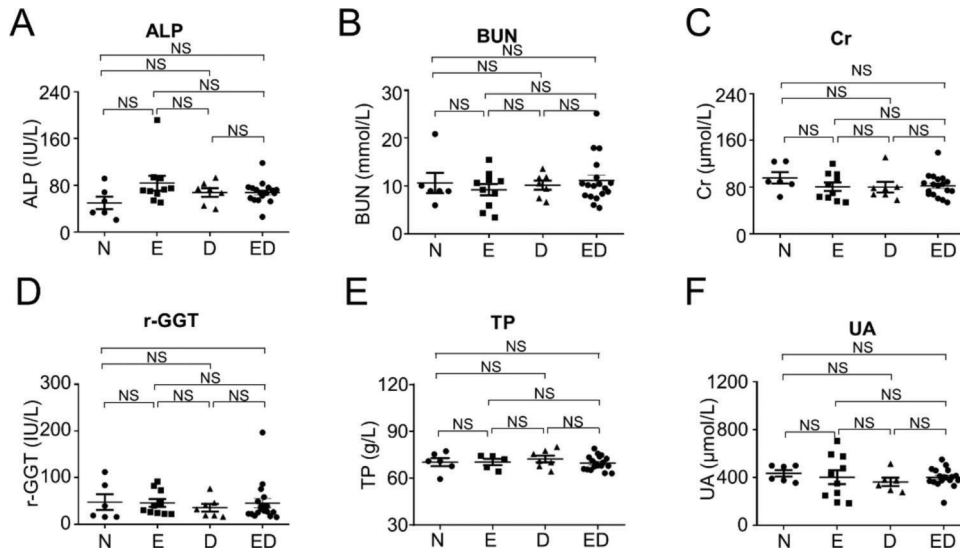 A
ALP
NS
NS
NS
NS NS
NS
ALP (IU/L)
240
160
80
0
N E D ED
B
BUN
NS
NS
NS
NS NS NS
BUN (mmol/L)
30
20
10
0
N E D ED
C
Cr
NS
NS
NS
NS NS NS
Cr (μmol/L)
240
160
80
0
N E D ED
D
r-GGT
NS
NS
NS NS NS
r-GGT (IU/L)
300
200
100
0
N E D ED
E
TP
NS
NS
NS
NS NS NS
TP (g/L)
120
90
60
30
N E D ED
F
UA
NS
NS
NS
NS NS NS
UA (μmol/L)
1200
800
400
0
N E D ED